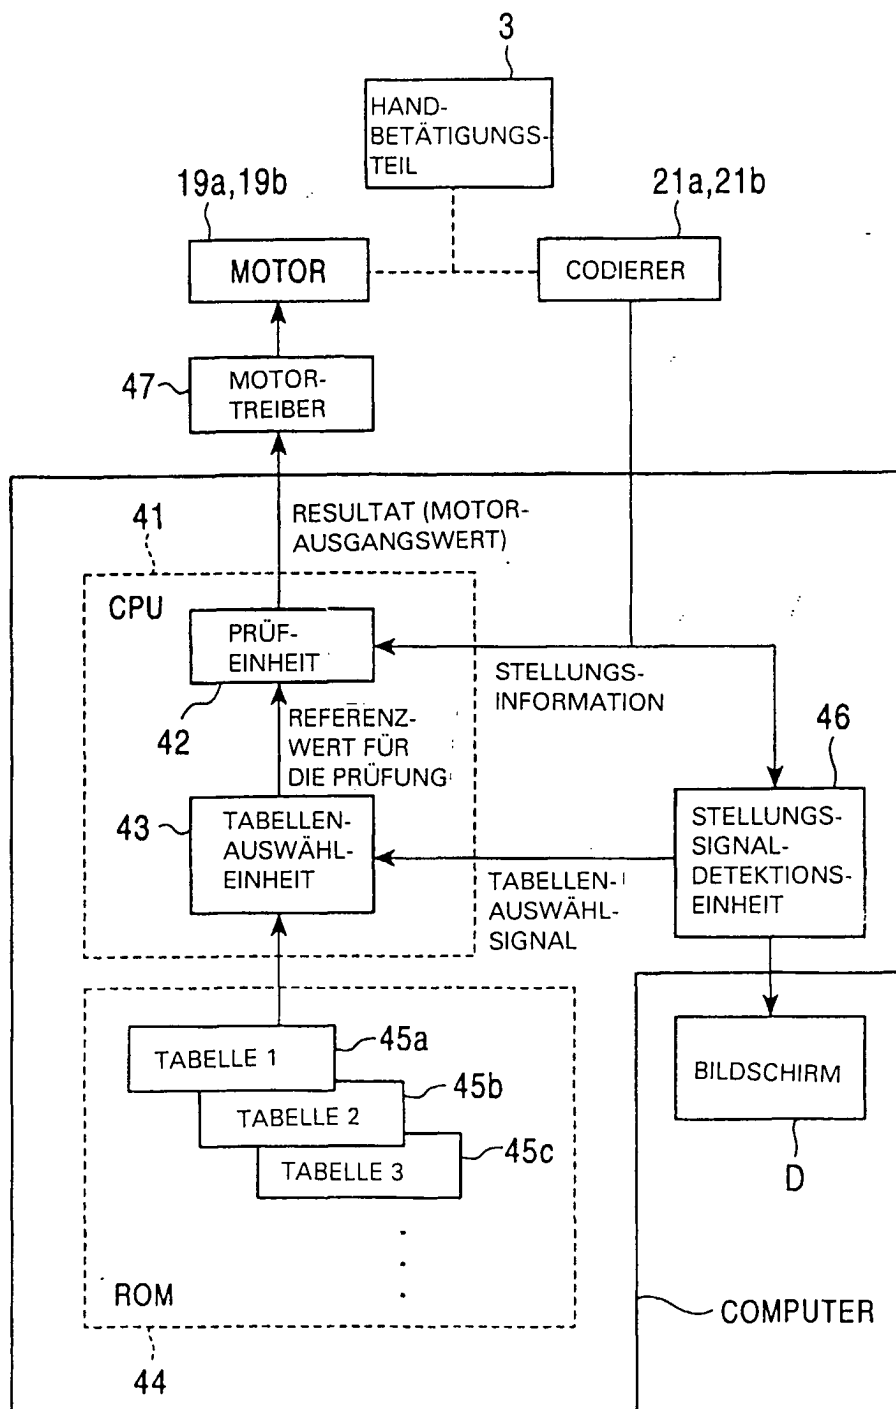 3
HAND-
BETÄTIGUNGS-
TEIL
19a,19b
21a,21b
MOTOR
CODIERER
47
MOTOR-
TREIBER
RESULTAT (MOTOR-
AUSGANGSWERT)
41
CPU
PRÜF-
EINHEIT
STELLUNGS-
INFORMATION
42
REFERENZ-
WERT FÜR
DIE PRÜFUNG
46
43
TABELLEN-
AUSWÄHL-
EINHEIT
STELLUNGS-
SIGNAL-
DETEKTIONS-
EINHEIT
TABELLEN-
AUSWÄHL-
SIGNAL
TABELLE 1
45a
TABELLE 2
45b
TABELLE 3
45c
BILDSCHIRM
D
ROM
COMPUTER
44